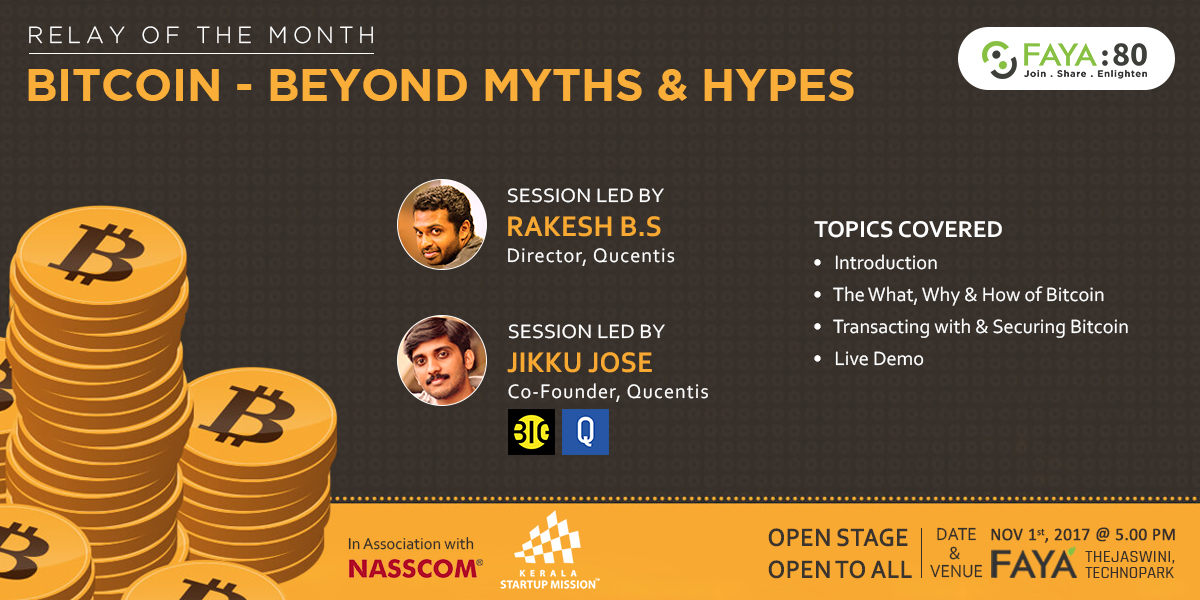 RELAY OF THE MONTH
BITCOIN - BEYOND MYTHS & HYPES
FAYA:80
Join . Share . Enlighten
SESSION LED BY
RAKESH B.S
Director, Qucentis
SESSION LED BY
JIKKU JOSE
Co-Founder, Qucentis
BTC
Q
TOPICS COVERED
• Introduction
• The What, Why & How of Bitcoin
• Transacting with & Securing Bitcoin
• Live Demo
In Association with
NASSCOM®
KERALA
STARTUP MISSION™
OPEN STAGE
OPEN TO ALL
DATE
&
VENUE
NOV 1st, 2017 @ 5.00 PM
FAYA
THEJASWINI,
TECHNOPARK